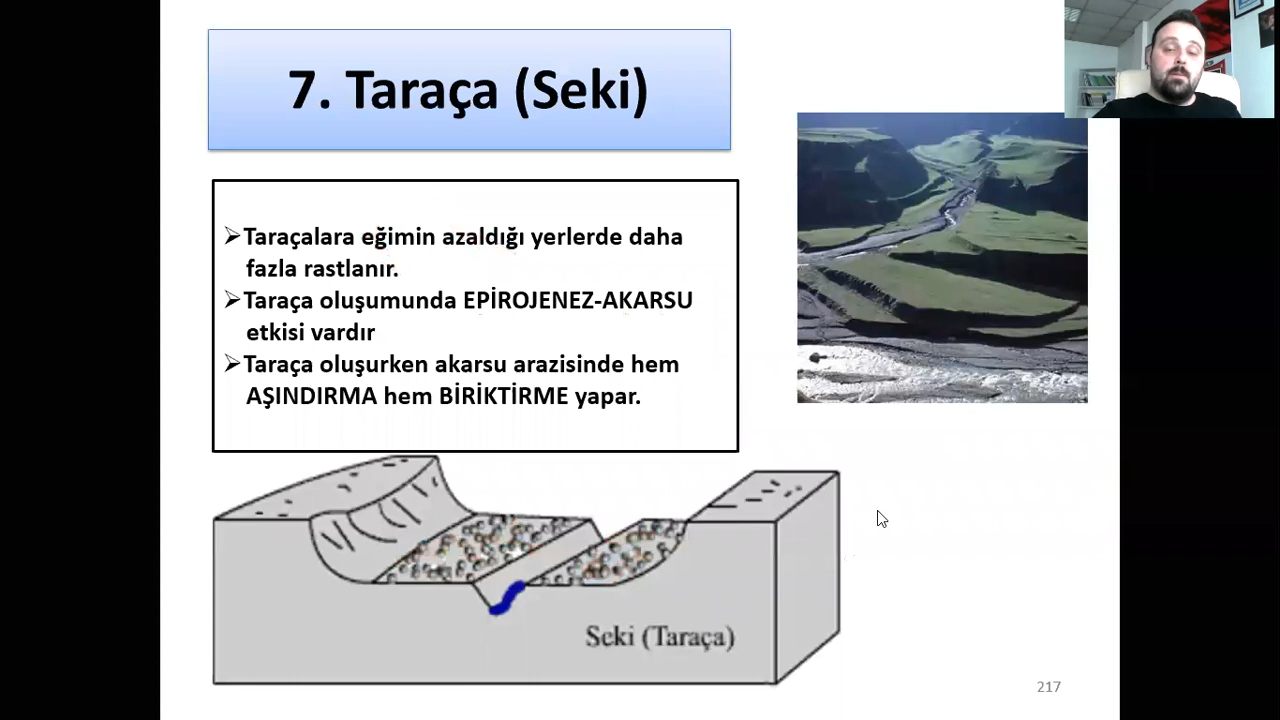 7. Taraça (Seki)
➢Taraçalara eğimin azaldığı yerlerde daha
fazla rastlanır.
➢Taraça oluşumunda EPİROJENEZ-AKARSU
etkisi vardır
➢Taraça oluşurken akarsu arazisinde hem
AŞINDIRMA hem BİRİKTİRME yapar.
Seki (Taraça)
217